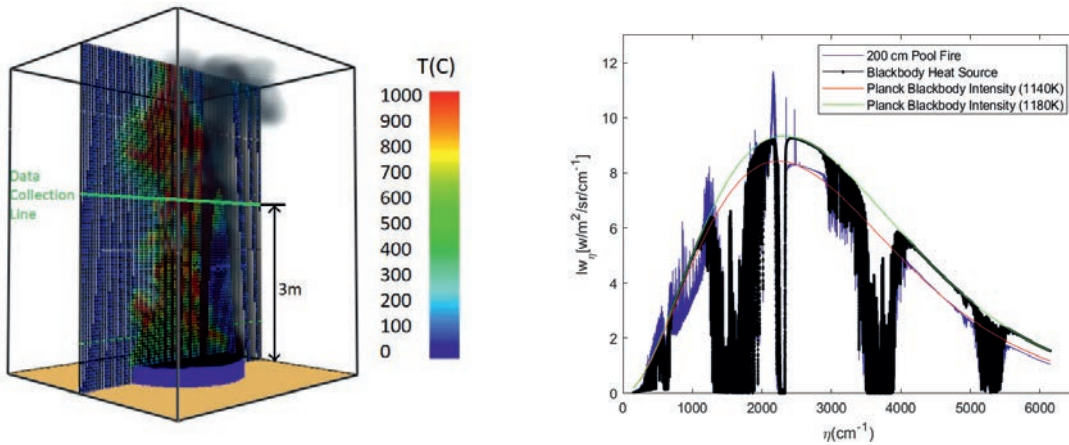 T(C)
1000
900
800
700
600
500
400
300
200
100
0
Data
Collection
Line
3m
200 cm Pool Fire
Blackbody Heat Source
Planck Blackbody Intensity (1140K)
Planck Blackbody Intensity (1180K)
Iw_η[w/m²/sr/cm⁻¹]
12
10
8
6
4
2
0
0 1000 2000 3000 4000 5000 6000
η(cm⁻¹)